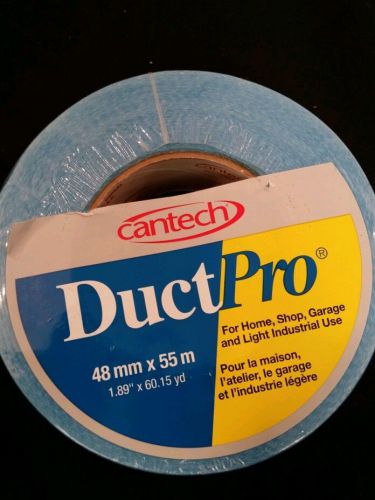 cantech
DuctPro®
48 mm x 55 m
1.89" x 60.15 yd
For Home, Shop, Garage
and Light Industrial Use
Pour la maison,
l'atelier, le garage
et l'industrie légère